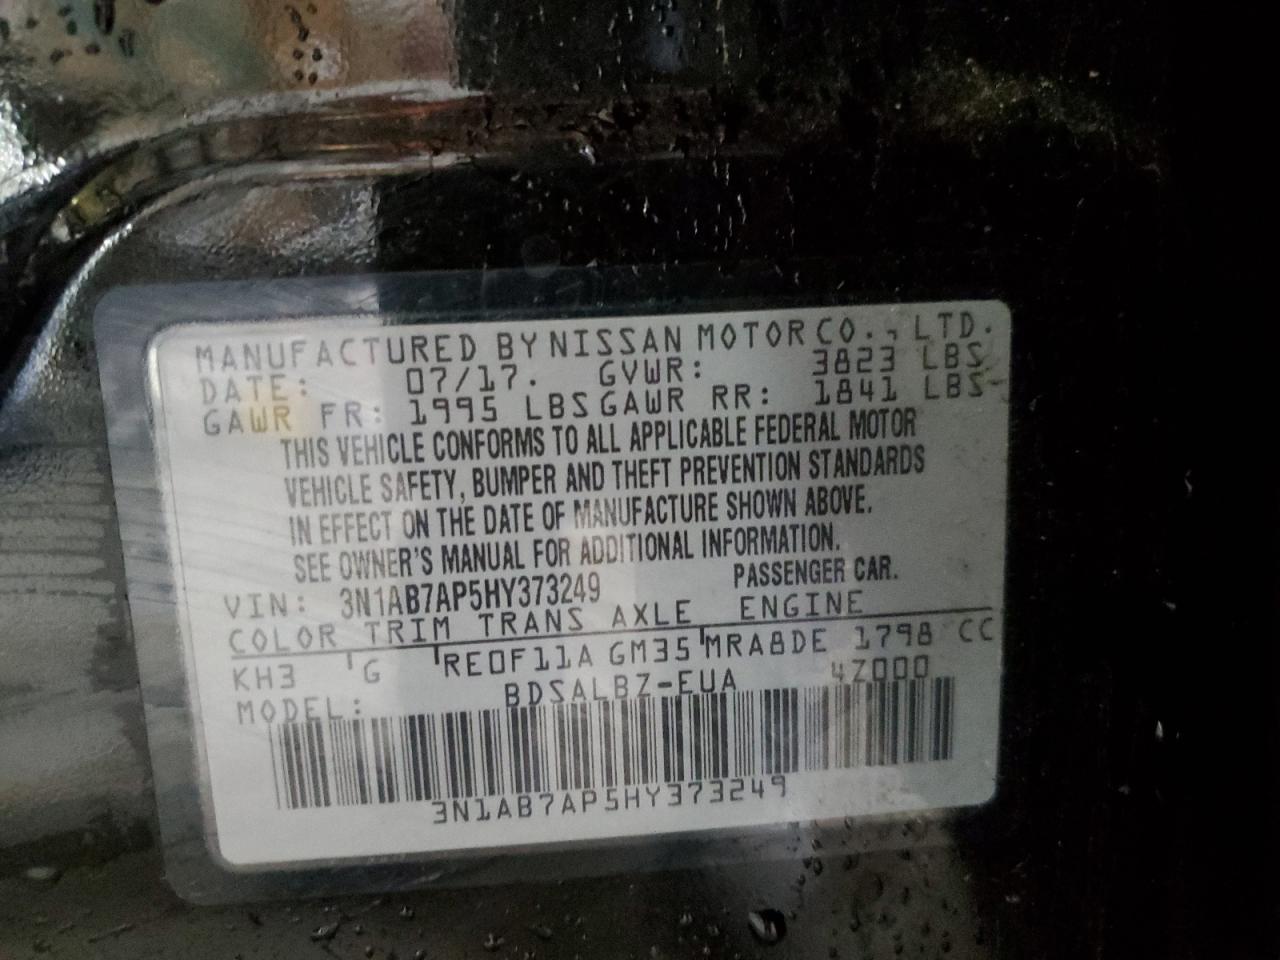 MANUFACTURED BY NISSAN MOTOR CO., LTD.
DATE: 07/17. GVWR: 3823 LBS
GAWR FR: 1995 LBS GAWR RR: 1841 LBS
THIS VEHICLE CONFORMS TO ALL APPLICABLE FEDERAL MOTOR
VEHICLE SAFETY, BUMPER AND THEFT PREVENTION STANDARDS
IN EFFECT ON THE DATE OF MANUFACTURE SHOWN ABOVE.
SEE OWNER'S MANUAL FOR ADDITIONAL INFORMATION.
VIN: 3N1AB7AP5HY373249 PASSENGER CAR.
COLOR TRIM TRANS AXLE ENGINE
KH3 G RE0F11A GM35 MRA8DE 1798 CC
MODEL: BDSALBZ-EUA 4Z000
3N1AB7AP5HY373249